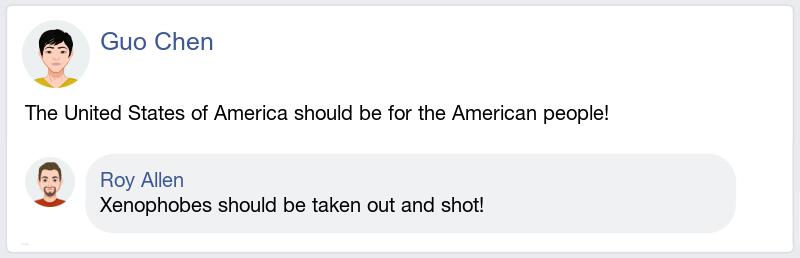 Guo Chen
The United States of America should be for the American people!
Roy Allen
Xenophobes should be taken out and shot!